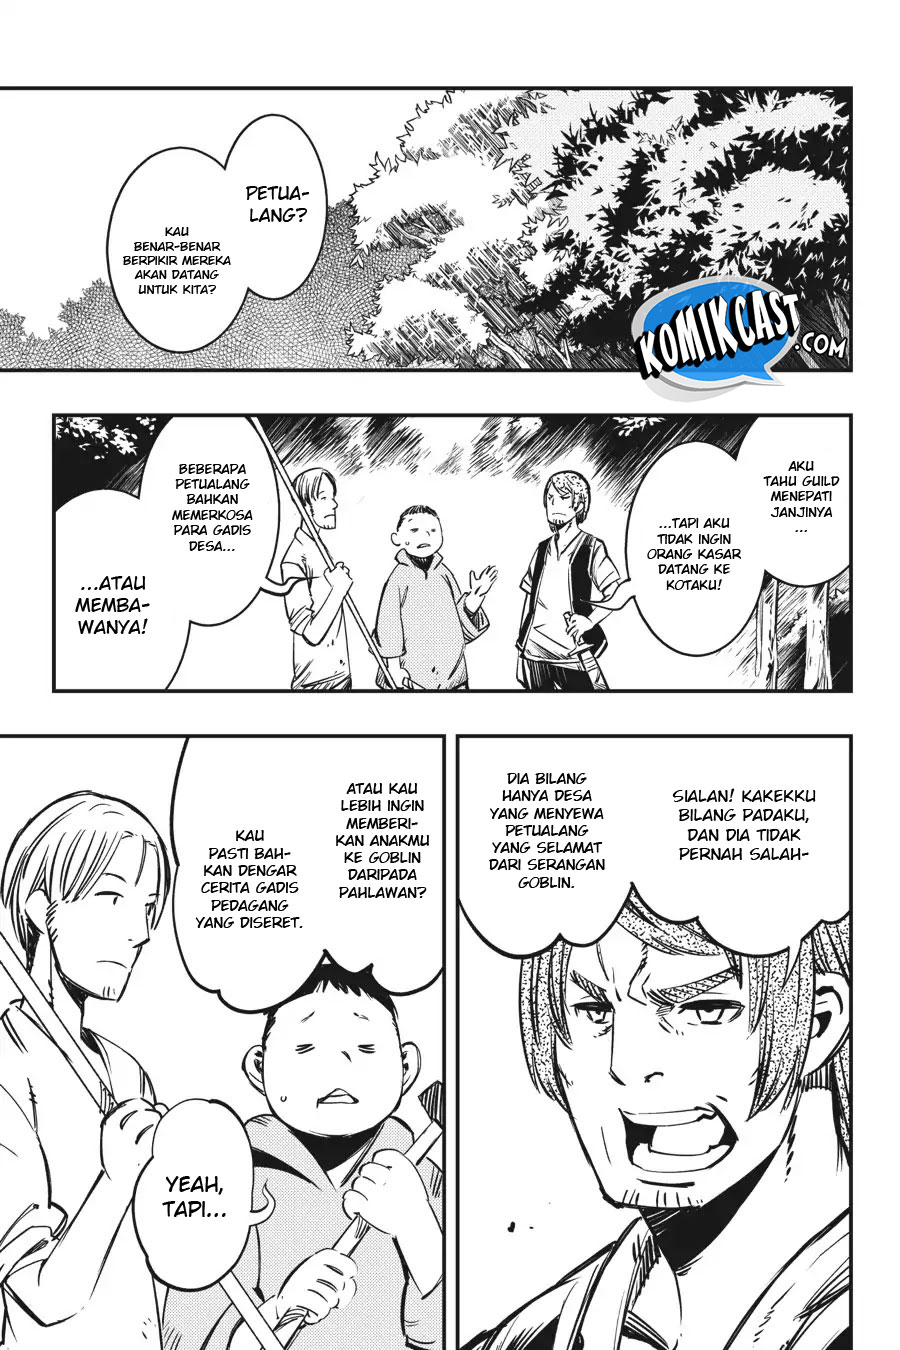 PETUA-
LANG?
KAU
BENAR-BENAR
BERPIKIR MEREKA
AKAN DATANG
UNTUK KITA?
KOMIKCAST
.COM
AKU
TAHU GUILD
MENEPATI
JANJINYA
...
...TAPI AKU
TIDAK INGIN
ORANG KASAR
DATANG KE
KOTAKU!
BEBERAPA
PETUALANG
BAHKAN
MEMERKOSA
PARA GADIS
DESA...
...ATAU
MEMBA-
WANYA!
SIALAN! KAKEKKU
BILANG PADAKU,
DAN DIA TIDAK
PERNAH SALAH-
DIA BILANG
HANYA DESA
YANG MENYEWA
PETUALANG
YANG SELAMAT
DARI SERANGAN
GOBLIN.
ATAU KAU
LEBIH INGIN
MEMBERI-
KAN ANAKMU
KE GOBLIN
DARIPADA
PAHLAWAN?
KAU
PASTI BAH-
KAN DENGAR
CERITA GADIS
PEDAGANG
YANG DISERET.
YEAH,
TAPI...